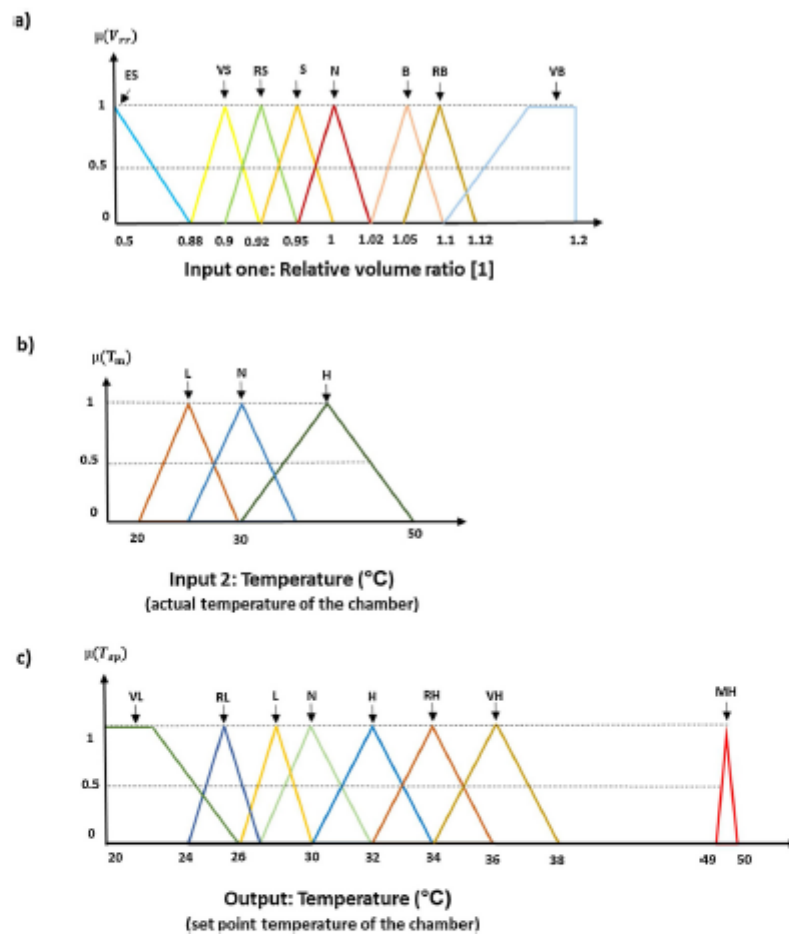 a)
μ(Vrr)
ES VS RS S N B RB VB
1
0.5
0
0.5 0.88 0.9 0.92 0.95 1 1.02 1.05 1.1 1.12 1.2
Input one: Relative volume ratio [1]
b)
μ(Tm)
L N H
1
0.5
0
20 30 50
Input 2: Temperature (°C)
(actual temperature of the chamber)
c)
μ(Tsp)
VL RL L N H RH VH MH
1
0.5
0
20 24 26 30 32 34 36 38 49 50
Output: Temperature (°C)
(set point temperature of the chamber)